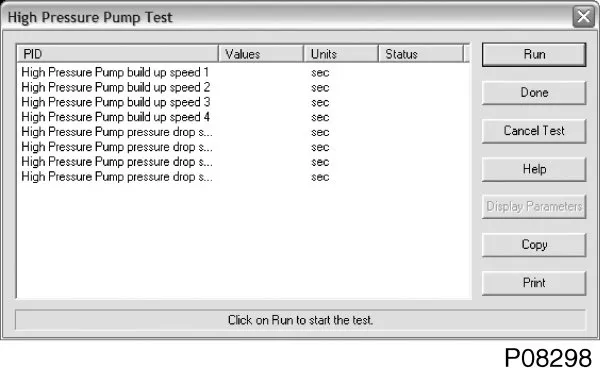 High Pressure Pump Test
PID Values Units Status
High Pressure Pump build up speed 1 sec
High Pressure Pump build up speed 2 sec
High Pressure Pump build up speed 3 sec
High Pressure Pump build up speed 4 sec
High Pressure Pump pressure drop s... sec
High Pressure Pump pressure drop s... sec
High Pressure Pump pressure drop s... sec
High Pressure Pump pressure drop s... sec
Run
Done
Cancel Test
Help
Display Parameters
Copy
Print
Click on Run to start the test.
P08298